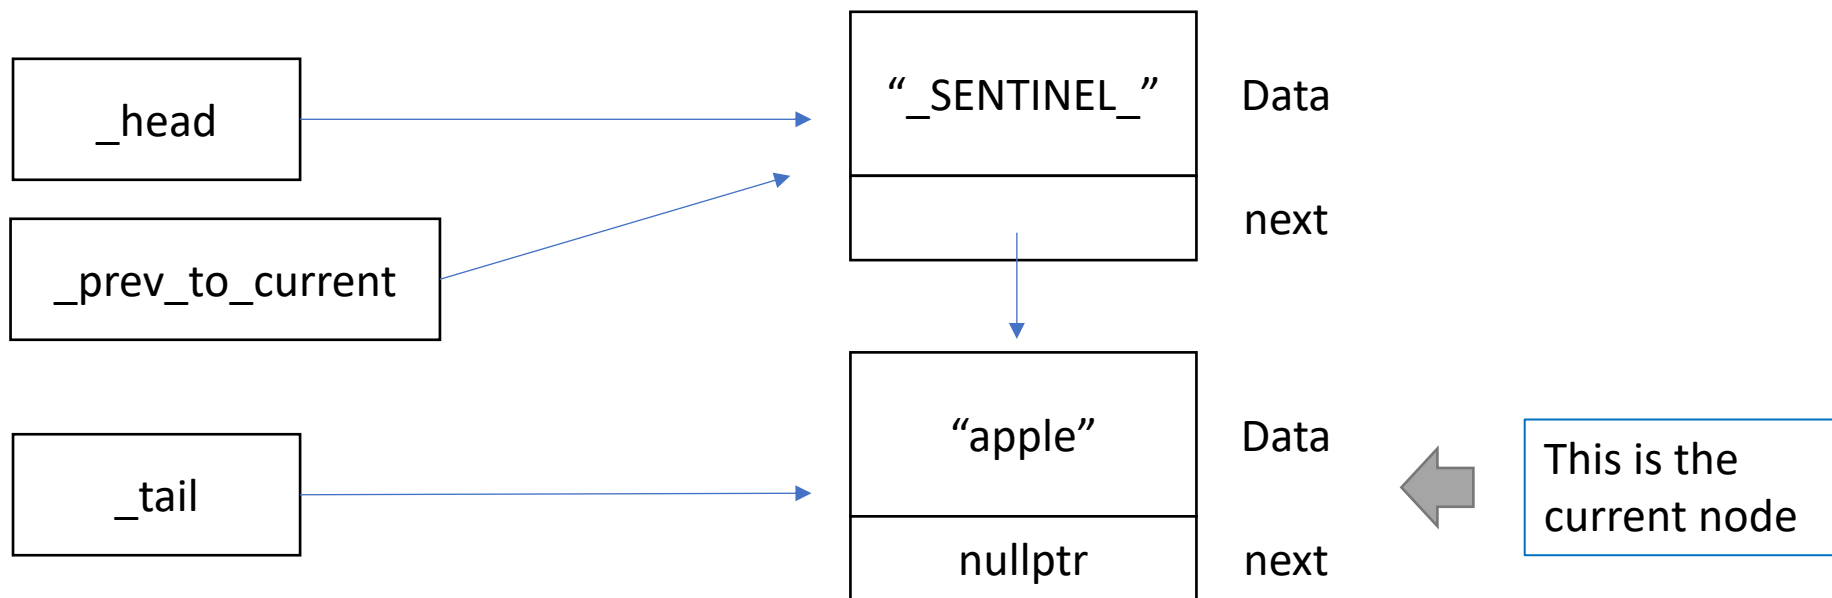 _head
“_SENTINEL_”
Data
_prev_to_current
next
_tail
“apple”
Data
This is the
current node
nullptr
next